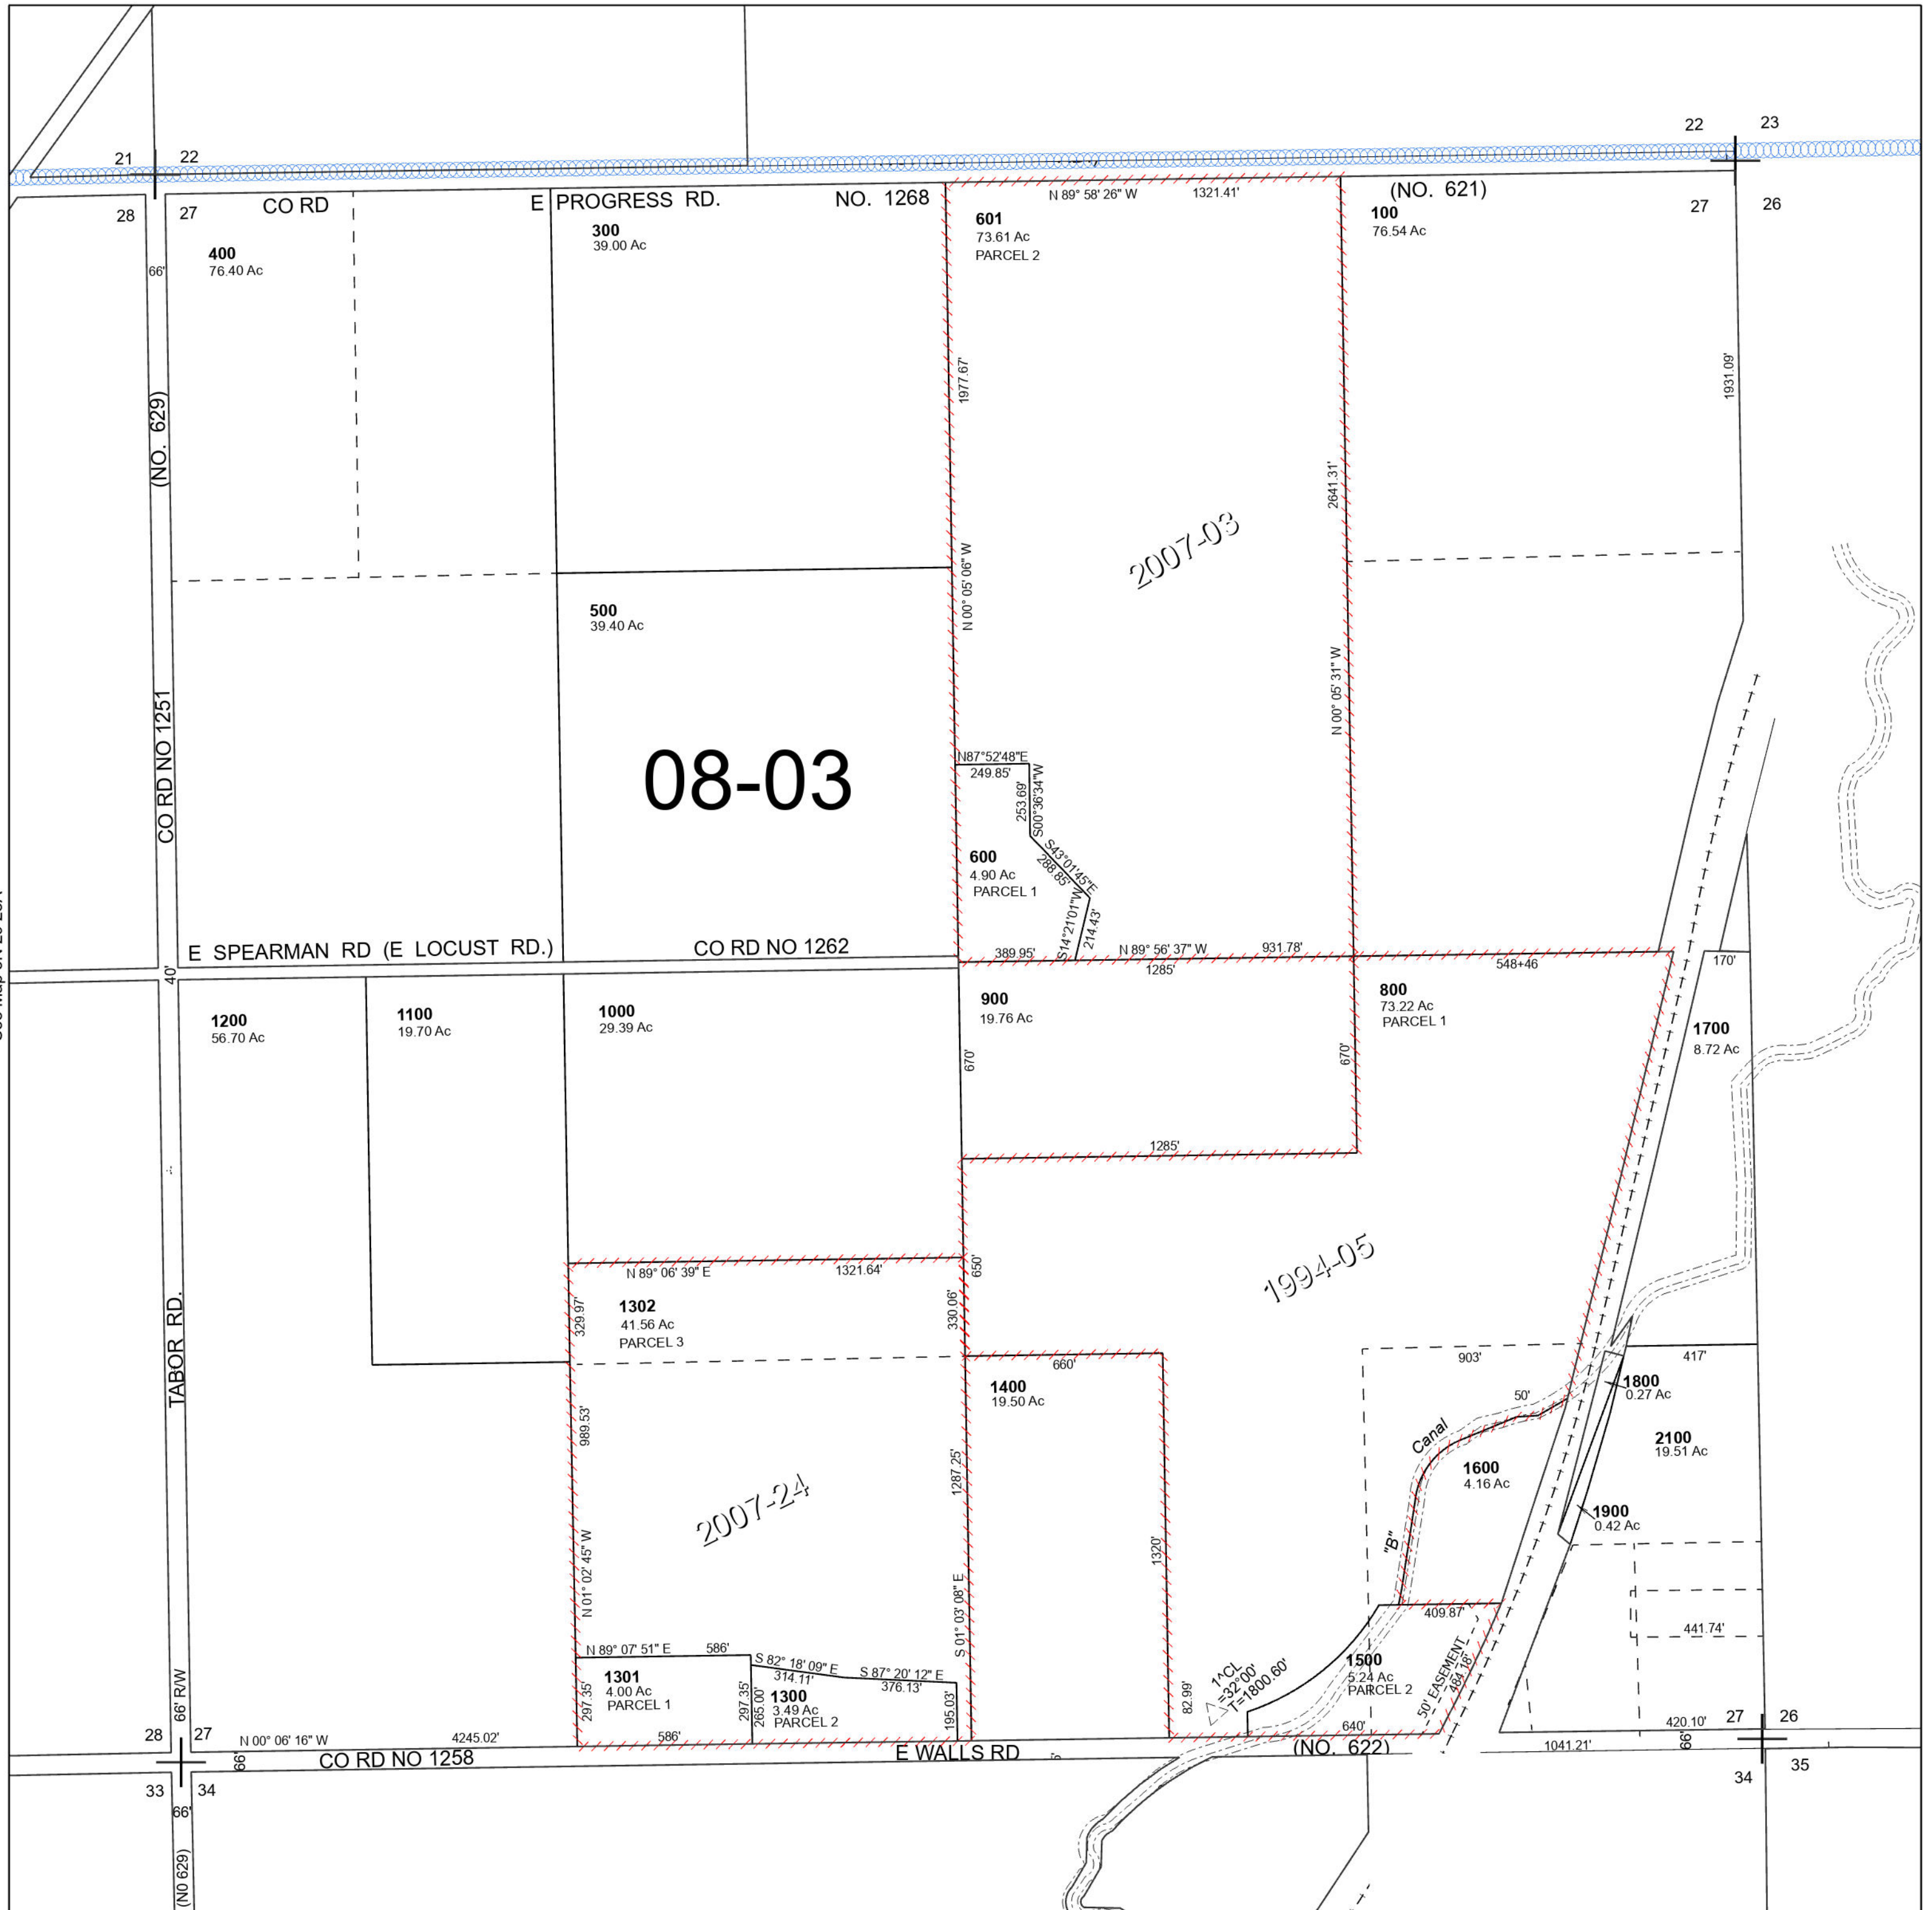 21
22
22
23
28
27
CO RD
E PROGRESS RD.
NO. 1268
(NO. 621)
27
26
N 89° 58' 26" W
1321.41'
400
76.40 Ac
300
39.00 Ac
601
73.61 Ac
PARCEL 2
100
76.54 Ac
66'
(NO. 629)
1977.67'
1931.09'
2641.31'
2007-03
N 00° 05' 06" W
500
39.40 Ac
N 00° 05' 31" W
CO RD NO 1251
08-03
N87°52'48"E
249.85'
253.69'
S00°36'34"W
S43°01'45"E
288.85'
600
4.90 Ac
PARCEL 1
S14°21'01"W
214.43'
E SPEARMAN RD (E LOCUST RD.)
CO RD NO 1262
389.95'
N 89° 56' 37" W
931.78'
1285'
548+46
170'
40'
1200
56.70 Ac
1100
19.70 Ac
1000
29.39 Ac
900
19.76 Ac
800
73.22 Ac
PARCEL 1
1700
8.72 Ac
670'
670'
1285'
1994-05
650'
N 89° 06' 39" E
1321.64'
329.97'
1302
41.56 Ac
PARCEL 3
330.06'
TABOR RD.
660'
903'
417'
1400
19.50 Ac
50'
1800
0.27 Ac
989.53'
Canal
2100
19.51 Ac
1287.25'
1600
4.16 Ac
2007-24
1900
0.42 Ac
"B"
1320'
N 01° 02' 45" W
S 01° 03' 08" E
409.87'
441.74'
N 89° 07' 51" E
586'
S 82° 18' 09" E
314.11'
S 87° 20' 12" E
376.13'
1301
4.00 Ac
PARCEL 1
297.35'
297.35'
265.00'
1300
3.49 Ac
PARCEL 2
195.03'
82.99'
1^CL
=32°00'
T=1800.60'
1500
5.24 Ac
PARCEL 2
50' EASEMENT
484.18'
66' R/W
28
27
N 00° 06' 16" W
4245.02'
586'
640'
420.10'
27
26
66'
CO RD NO 1258
E WALLS RD
(NO. 622)
1041.21'
66'
33
34
34
35
66'
(NO 629)